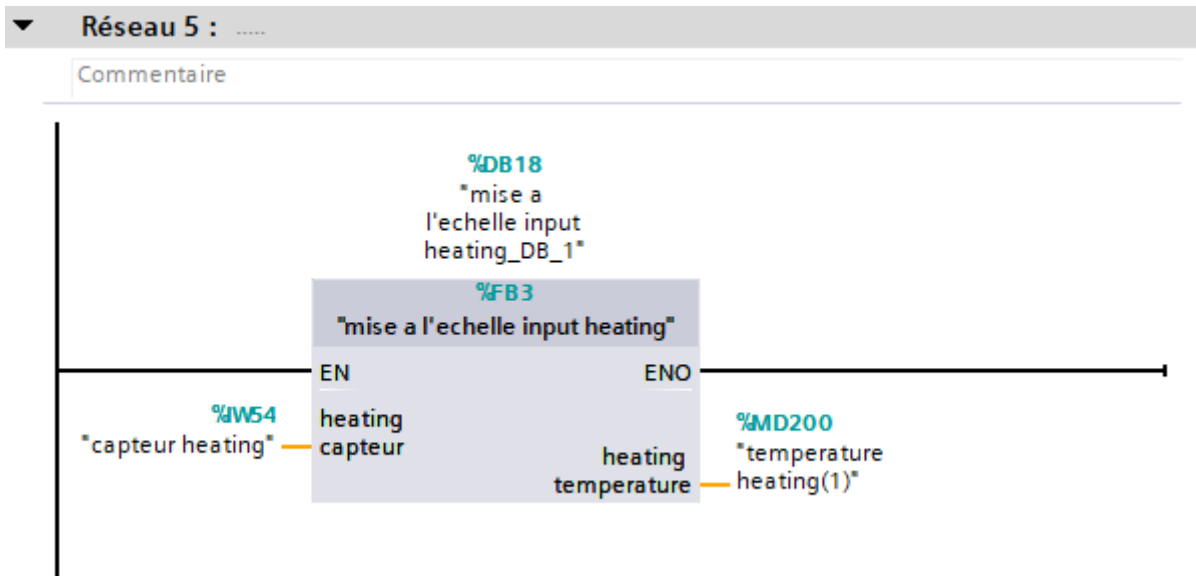 Réseau 5 : .....
Commentaire
%DB18
"mise a
l'echelle input
heating_DB_1"
%FB3
"mise a l'echelle input heating"
EN
ENO
%IW54
"capteur heating"
heating
capteur
heating
temperature
%MD200
"temperature
heating(1)"